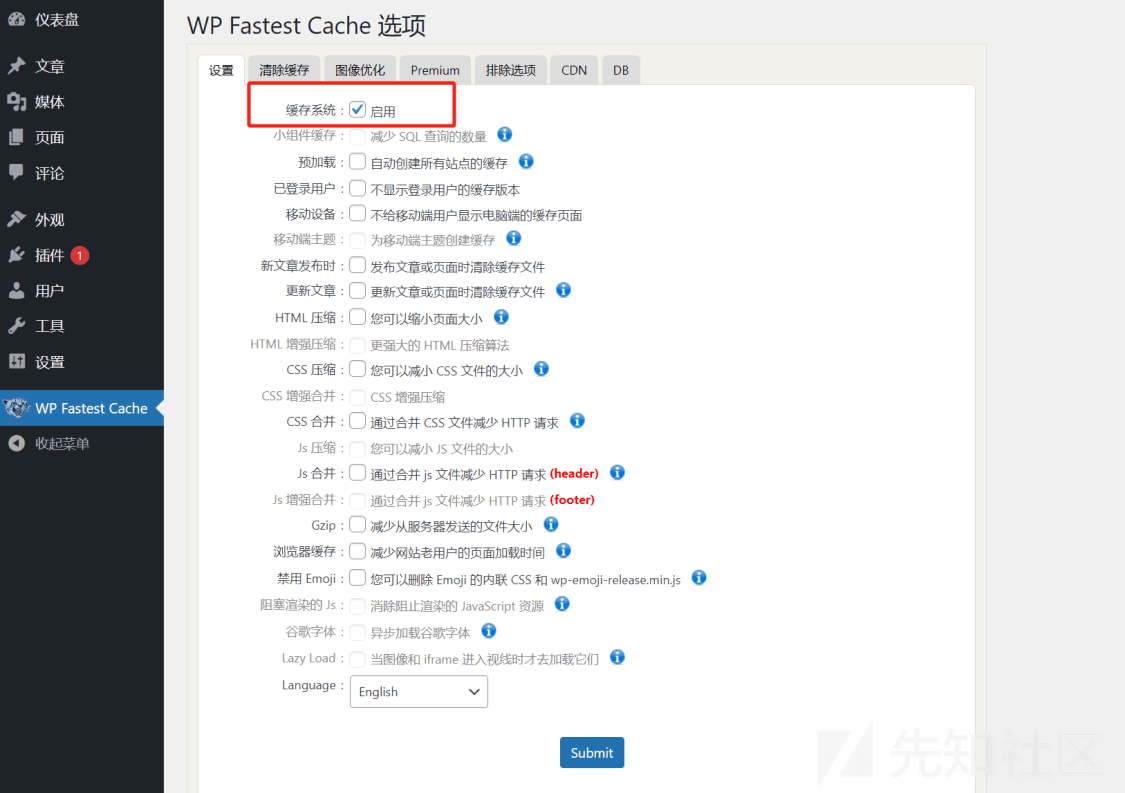 仪表盘
文章
媒体
页面
评论
外观
插件 1
用户
工具
设置
WP Fastest Cache
收起菜单
WP Fastest Cache 选项
设置 清除缓存 图像优化 Premium 排除选项 CDN DB
缓存系统 : 启用
小组件缓存 : 减少 SQL 查询的数量
预加载 : 自动创建所有站点的缓存
已登录用户 : 不显示登录用户的缓存版本
移动设备 : 不给移动端用户显示电脑端的缓存页面
移动端主题 : 为移动端主题创建缓存
新文章发布时 : 发布文章或页面时清除缓存文件
更新文章 : 更新文章或页面时清除缓存文件
HTML 压缩 : 您可以缩小页面大小
HTML 增强压缩 : 更强大的 HTML 压缩算法
CSS 压缩 : 您可以减小 CSS 文件的大小
CSS 增强合并 : CSS 增强压缩
CSS 合并 : 通过合并 CSS 文件减少 HTTP 请求
Js 压缩 : 您可以减小 JS 文件的大小
Js 合并 : 通过合并 js 文件减少 HTTP 请求 (header)
Js 增强合并 : 通过合并 js 文件减少 HTTP 请求 (footer)
Gzip : 减少从服务器发送的文件大小
浏览器缓存 : 减少网站老用户的页面加载时间
禁用 Emoji : 您可以删除 Emoji 的内联 CSS 和 wp-emoji-release.min.js
阻塞渲染的 Js : 消除阻止渲染的 JavaScript 资源
谷歌字体 : 异步加载谷歌字体
Lazy Load : 当图像和 iframe 进入视线时才去加载它们
Language : English
Submit
先知社区